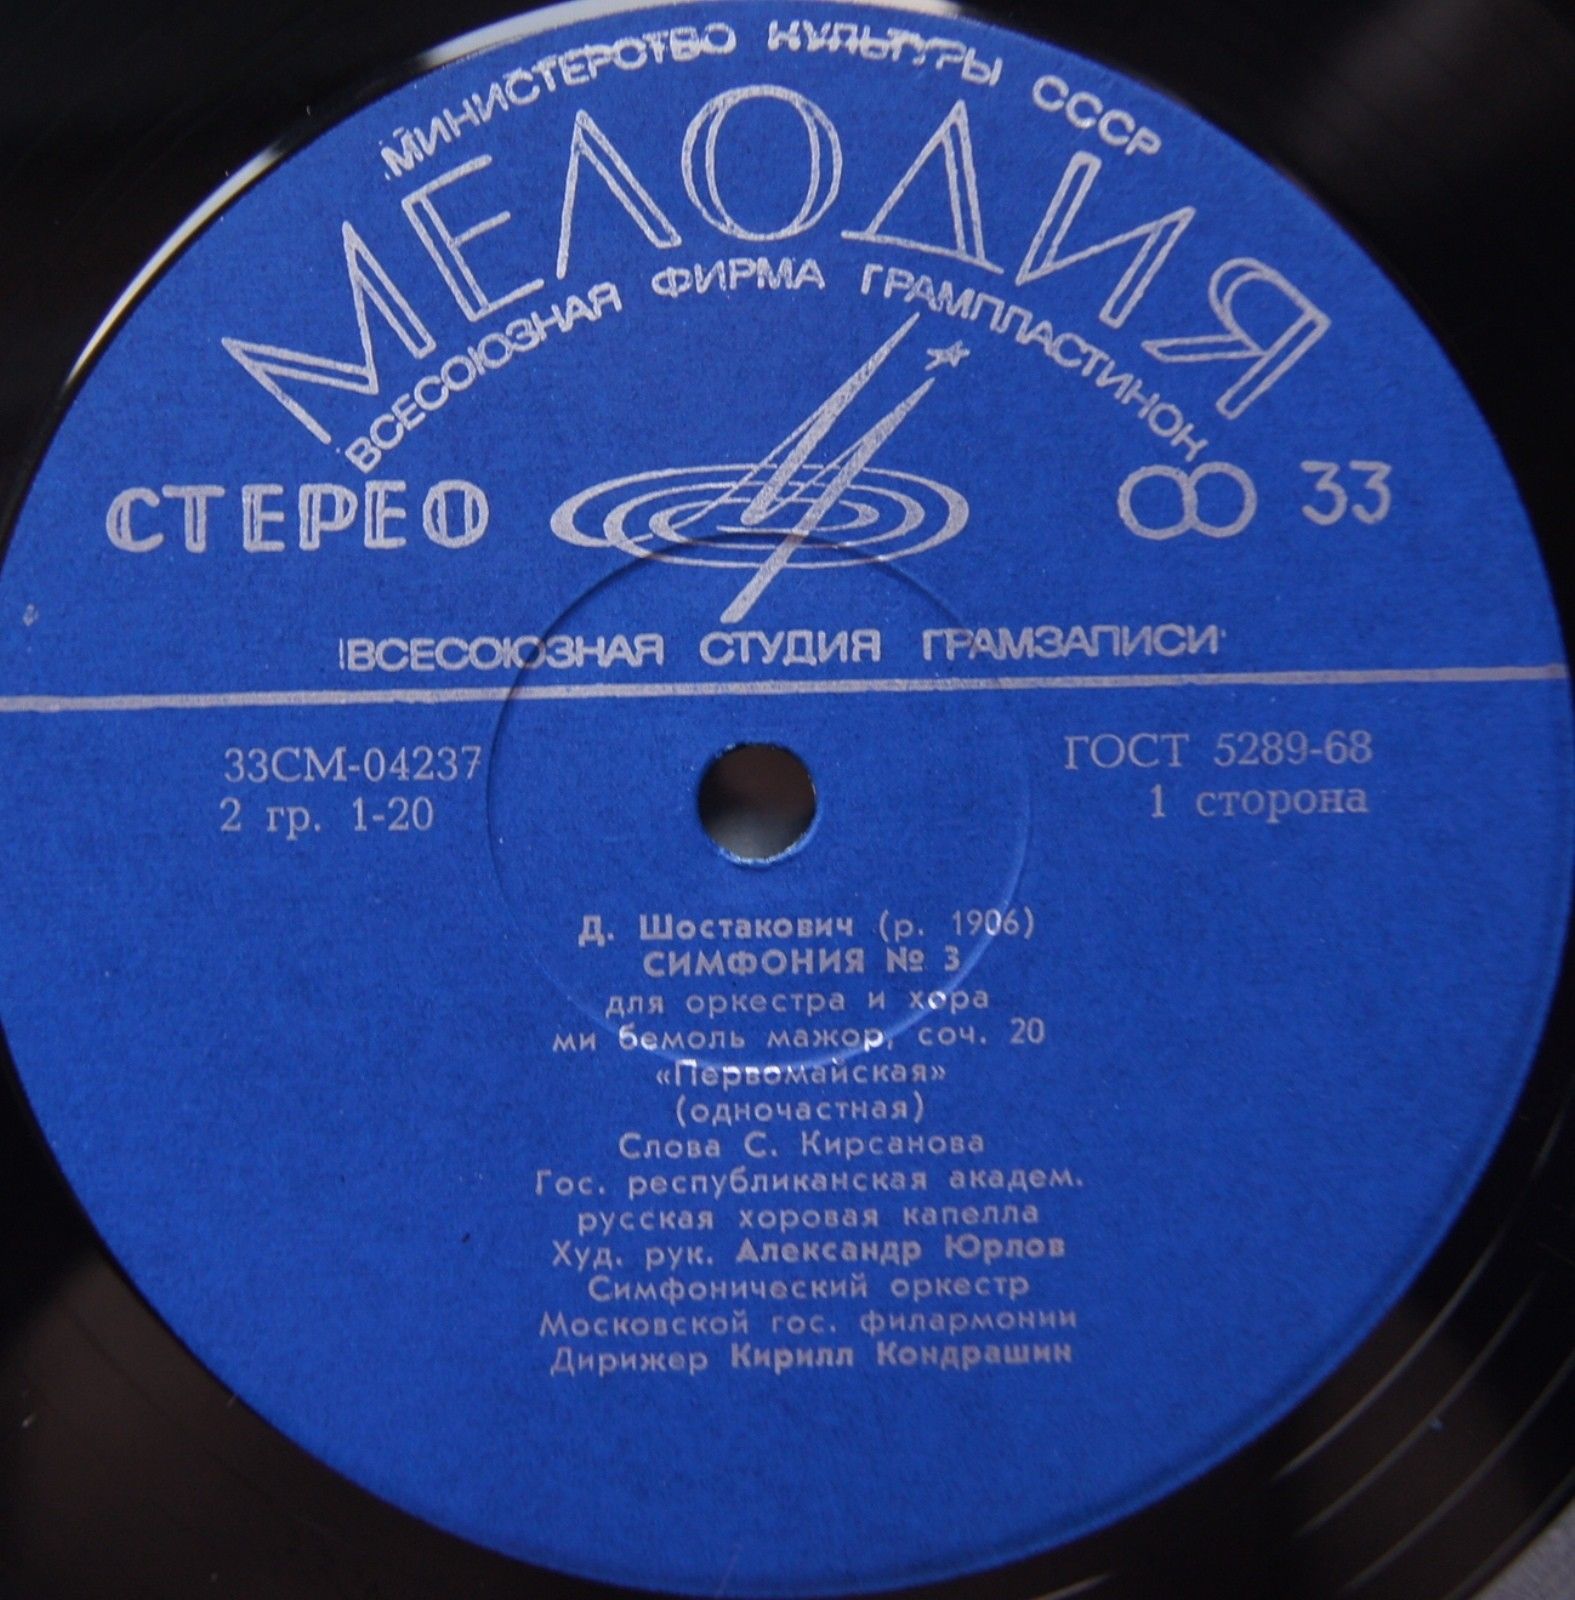 МИНИСТЕРСТВО КУЛЬТУРЫ СССР
МЕЛОДИЯ
ВСЕСОЮЗНАЯ ФИРМА ГРАМПЛАСТИНОК
СТЕРЕО
33
ВСЕСОЮЗНАЯ СТУДИЯ ГРАМЗАПИСИ
33СМ-04237
ГОСТ 5289-68
2 гр. 1-20
1 сторона
Д. Шостакович (р. 1906)
СИМФОНИЯ № 3
для оркестра и хора
ми бемоль мажор, соч. 20
«Первомайская»
(одночастная)
Слова С. Кирсанова
Гос. республиканская академ.
русская хоровая капелла
Худ. рук. Александр Юрлов
Симфонический оркестр
Московской гос. филармонии
Дирижер Кирилл Кондрашин